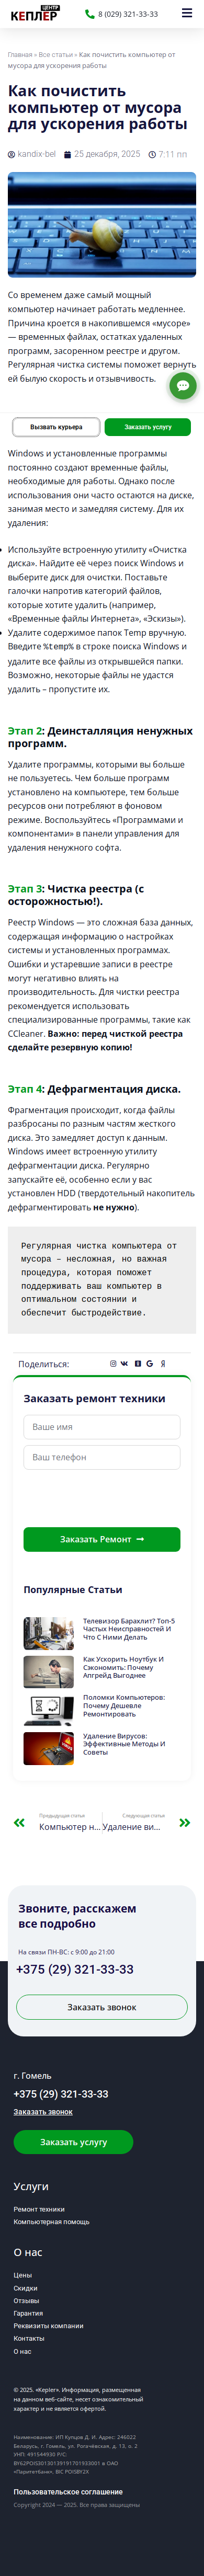 КЕПЛЕР ЦЕНТР
8 (029) 321-33-33
Главная » Все статьи » Как почистить компьютер от
мусора для ускорения работы
Как почистить
компьютер от мусора
для ускорения работы
kandix-bel
25 декабря, 2025
7:11 пп
Со временем даже самый мощный
компьютер начинает работать медленнее.
Причина кроется в накопившемся «мусоре»
— временных файлах, остатках удаленных
программ, засоренном реестре и другом.
Регулярная чистка системы поможет вернуть
ей былую скорость и отзывчивость.
Вызвать курьера
Заказать услугу
Windows и установленные программы
постоянно создают временные файлы,
необходимые для работы. Однако после
использования они часто остаются на диске,
занимая место и замедляя систему. Для их
удаления:
Используйте встроенную утилиту «Очистка
диска». Найдите её через поиск Windows и
выберите диск для очистки. Поставьте
галочки напротив категорий файлов,
которые хотите удалить (например,
«Временные файлы Интернета», «Эскизы»).
Удалите содержимое папок Temp вручную.
Введите %temp% в строке поиска Windows и
удалите все файлы из открывшейся папки.
Возможно, некоторые файлы не удастся
удалить – пропустите их.
Этап 2: Деинсталляция ненужных
программ.
Удалите программы, которыми вы больше
не пользуетесь. Чем больше программ
установлено на компьютере, тем больше
ресурсов они потребляют в фоновом
режиме. Воспользуйтесь «Программами и
компонентами» в панели управления для
удаления ненужного софта.
Этап 3: Чистка реестра (с
осторожностью!).
Реестр Windows — это сложная база данных,
содержащая информацию о настройках
системы и установленных программах.
Ошибки и устаревшие записи в реестре
могут негативно влиять на
производительность. Для чистки реестра
рекомендуется использовать
специализированные программы, такие как
CCleaner. Важно: перед чисткой реестра
сделайте резервную копию!
Этап 4: Дефрагментация диска.
Фрагментация происходит, когда файлы
разбросаны по разным частям жесткого
диска. Это замедляет доступ к данным.
Windows имеет встроенную утилиту
дефрагментации диска. Регулярно
запускайте её, особенно если у вас
установлен HDD (твердотельный накопитель
дефрагментировать не нужно).
Регулярная чистка компьютера от
мусора – несложная, но важная
процедура, которая поможет
поддерживать ваш компьютер в
оптимальном состоянии и
обеспечит быстродействие.
Поделиться:
Заказать ремонт техники
Ваше имя
Ваш телефон
Заказать Ремонт
Популярные Статьи
Телевизор Барахлит? Топ-5
Частых Неисправностей И
Что С Ними Делать
Как Ускорить Ноутбук И
Сэкономить: Почему
Апгрейд Выгоднее
Поломки Компьютеров:
Почему Дешевле
Ремонтировать
Удаление Вирусов:
Эффективные Методы И
Советы
Предыдущая статья
Компьютер н...
Следующая статья
Удаление ви...
Звоните, расскажем
все подробно
На связи ПН-ВС: с 9:00 до 21:00
+375 (29) 321-33-33
Заказать звонок
г. Гомель
+375 (29) 321-33-33
Заказать звонок
Заказать услугу
Услуги
Ремонт техники
Компьютерная помощь
О нас
Цены
Скидки
Отзывы
Гарантия
Реквизиты компании
Контакты
О нас
© 2025. «Kepler». Информация, размещенная
на данном веб-сайте, несет ознакомительный
характер и не является офертой.
Наименование: ИП Купцов Д. И. Адрес: 246022
Беларусь, г. Гомель, ул. Рогачёвская, д. 13. о. 2
УНП: 491544930 Р/С:
BY62POIS30130139191701933001 в ОАО
«Паритетбанк». BIC POISBY2X
Пользовательское соглашение
Copyright 2024 — 2025. Все права защищены